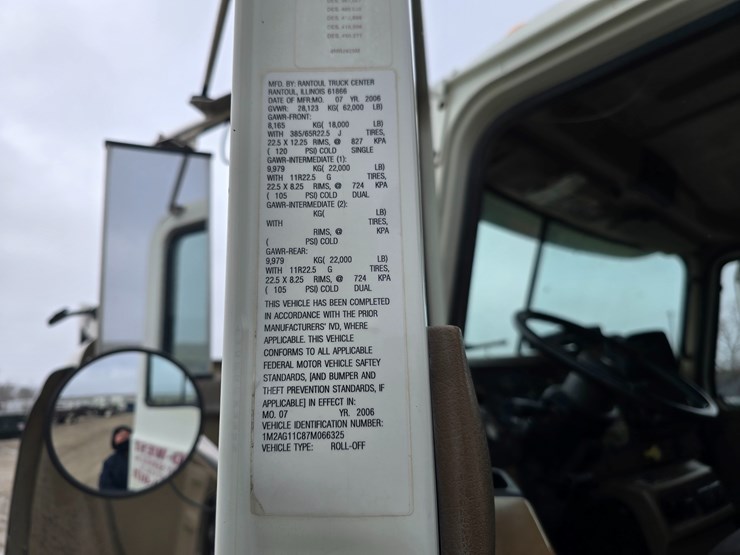 MFD. BY: RANTOUL TRUCK CENTER
RANTOUL, ILLINOIS 61866
DATE OF MFR:MO. 07 YR. 2006
GVWR: 28,123 KG( 62,000 LB)
GAWR-FRONT:
8,165 KG( 18,000 LB)
WITH 385/65R22.5 J TIRES,
22.5 X 12.25 RIMS, @ 827 KPA
( 120 PSI) COLD SINGLE
GAWR-INTERMEDIATE (1):
9,979 KG( 22,000 LB)
WITH 11R22.5 G TIRES,
22.5 X 8.25 RIMS, @ 724 KPA
( 105 PSI) COLD DUAL
GAWR-INTERMEDIATE (2):
KG( LB)
WITH TIRES,
RIMS, @ KPA
( PSI) COLD
GAWR-REAR:
9,979 KG( 22,000 LB)
WITH 11R22.5 G TIRES,
22.5 X 8.25 RIMS, @ 724 KPA
( 105 PSI) COLD DUAL
THIS VEHICLE HAS BEEN COMPLETED
IN ACCORDANCE WITH THE PRIOR
MANUFACTURERS' IVD, WHERE
APPLICABLE. THIS VEHICLE
CONFORMS TO ALL APPLICABLE
FEDERAL MOTOR VEHICLE SAFTEY
STANDARDS, [AND BUMPER AND
THEFT PREVENTION STANDARDS, IF
APPLICABLE] IN EFFECT IN:
MO. 07 YR. 2006
VEHICLE IDENTIFICATION NUMBER:
1M2AG11C87M066325
VEHICLE TYPE: ROLL-OFF